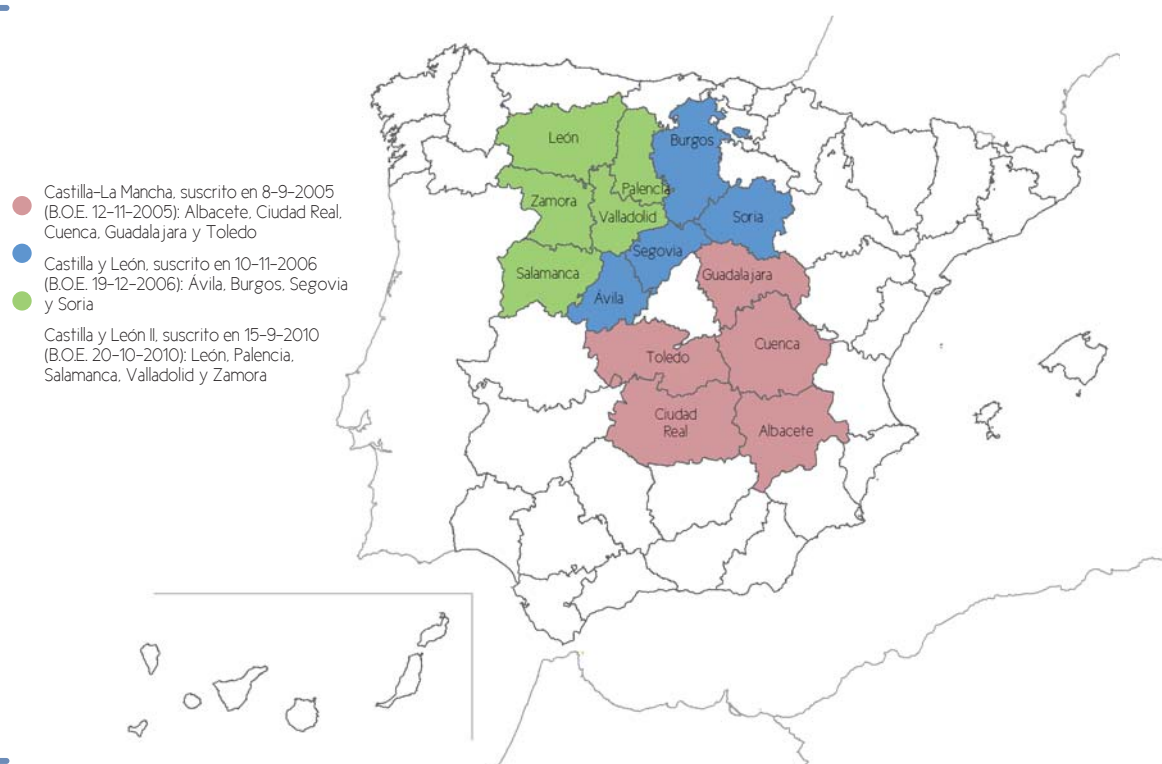 Castilla-La Mancha, suscrito en 8-9-2005
(B.O.E. 12-11-2005): Albacete, Ciudad Real,
Cuenca, Guadalajara y Toledo
Castilla y León, suscrito en 10-11-2006
(B.O.E. 19-12-2006): Ávila, Burgos, Segovia
y Soria
Castilla y León II, suscrito en 15-9-2010
(B.O.E. 20-10-2010): León, Palencia,
Salamanca, Valladolid y Zamora
León
Burgos
Palencia
Zamora
Valladolid
Soria
Segovia
Salamanca
Guadalajara
Ávila
Cuenca
Toledo
Ciudad
Real
Albacete